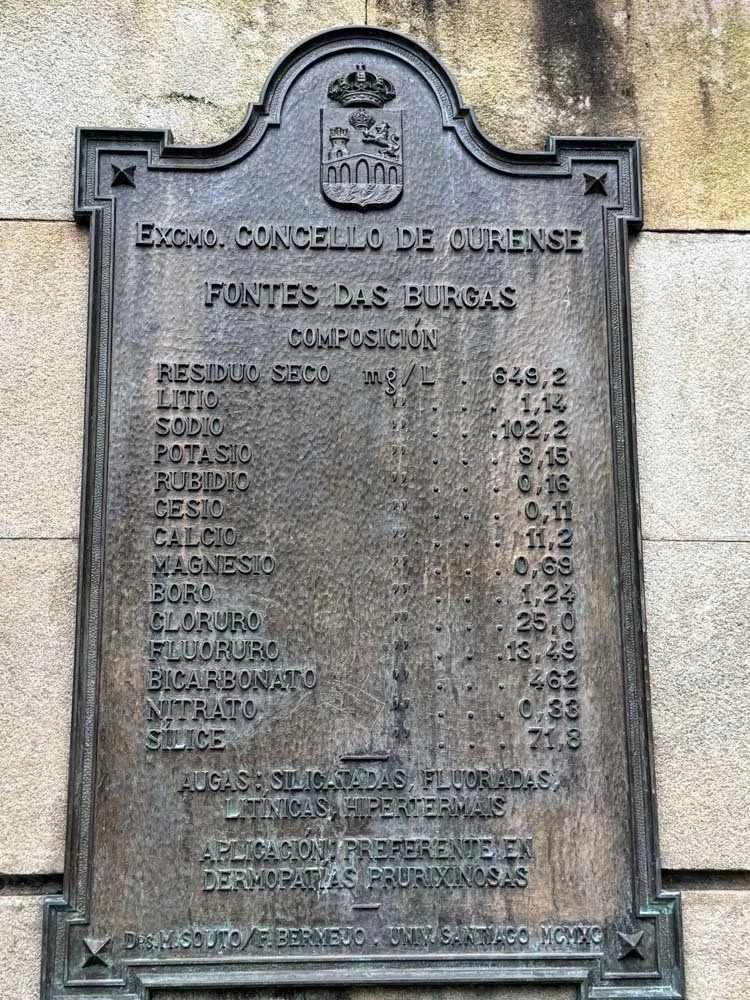 EXCMO. CONCELLO DE OURENSE
FONTES DAS BURGAS
COMPOSICIÓN
RESIDUO SECO mg/L . 649,2
LITIO " . . . 1,14
SODIO " . . . 102,2
POTASIO " . . . 8,15
RUBIDIO " . . . 0,16
CESIO " . . . 0,11
CALCIO " . . . 11,2
MAGNESIO " . . . 0,69
BORO " . . . 1,24
CLORURO " . . . 25,0
FLUORURO " . . . 13,49
BICARBONATO " . . . 462
NITRATO " . . . 0,33
SÍLICE " . . . 71,8
AUGAS: SILICATADAS, FLUORADAS,
LITÍNICAS, HIPERTERMAIS
APLICACIÓN: PREFERENTE EN
DERMOPATÍAS PRURIXINOSAS
DRS. M. SOUTO/F. BERMEJO . UNIV. SANTIAGO MCMXC